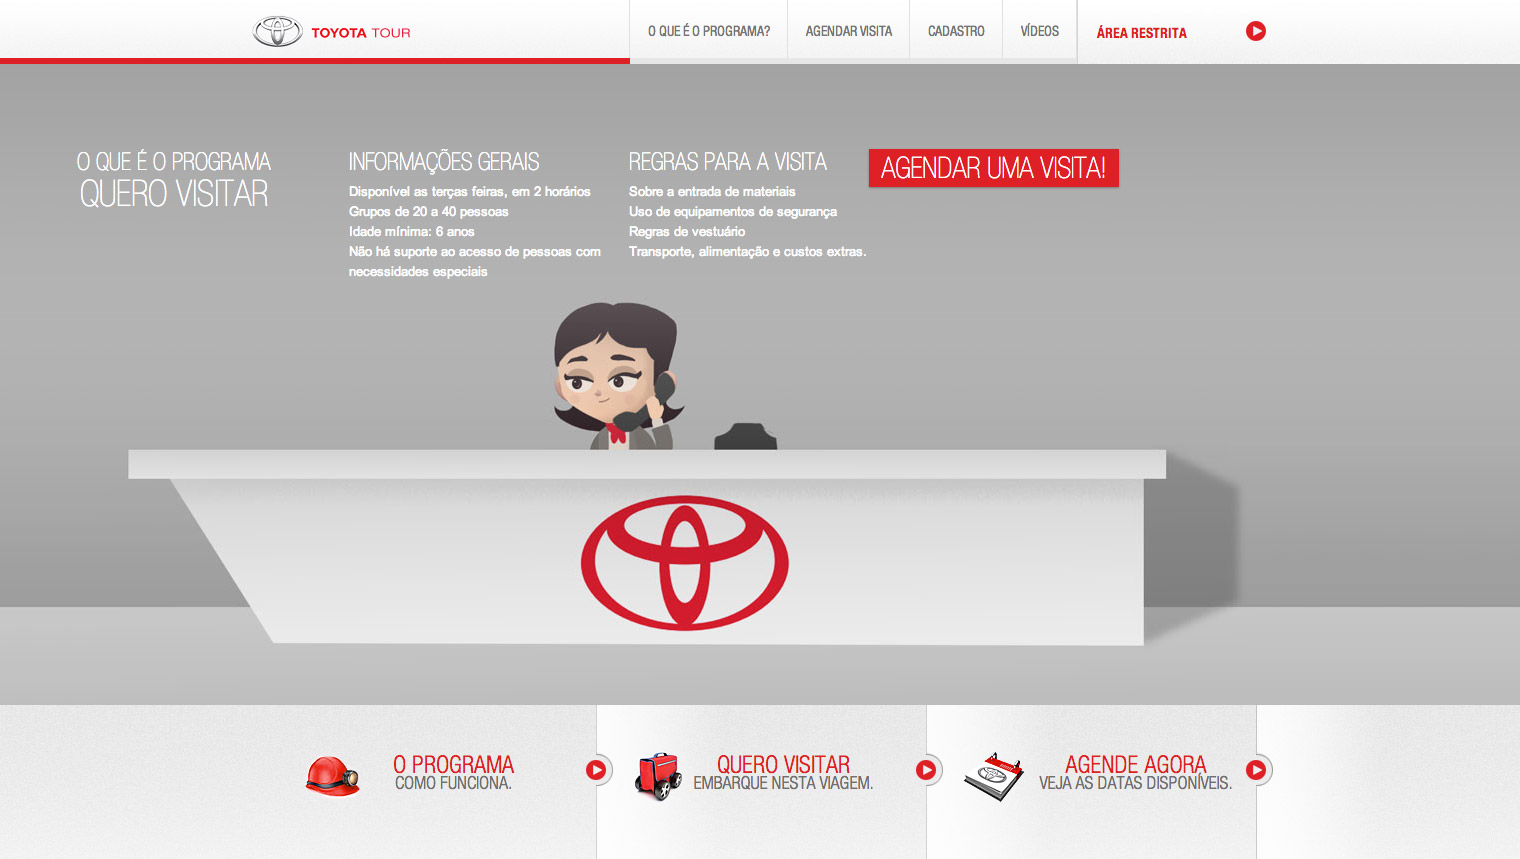 TOYOTA TOUR
O QUE É O PROGRAMA?
AGENDAR VISITA
CADASTRO
VÍDEOS
ÁREA RESTRITA
O QUE É O PROGRAMA
QUERO VISITAR
INFORMAÇÕES GERAIS
Disponível as terças feiras, em 2 horários
Grupos de 20 a 40 pessoas
Idade mínima: 6 anos
Não há suporte ao acesso de pessoas com
necessidades especiais
REGRAS PARA A VISITA
Sobre a entrada de materiais
Uso de equipamentos de segurança
Regras de vestuário
Transporte, alimentação e custos extras.
AGENDAR UMA VISITA!
O PROGRAMA
COMO FUNCIONA.
QUERO VISITAR
EMBARQUE NESTA VIAGEM.
AGENDE AGORA
VEJA AS DATAS DISPONÍVEIS.